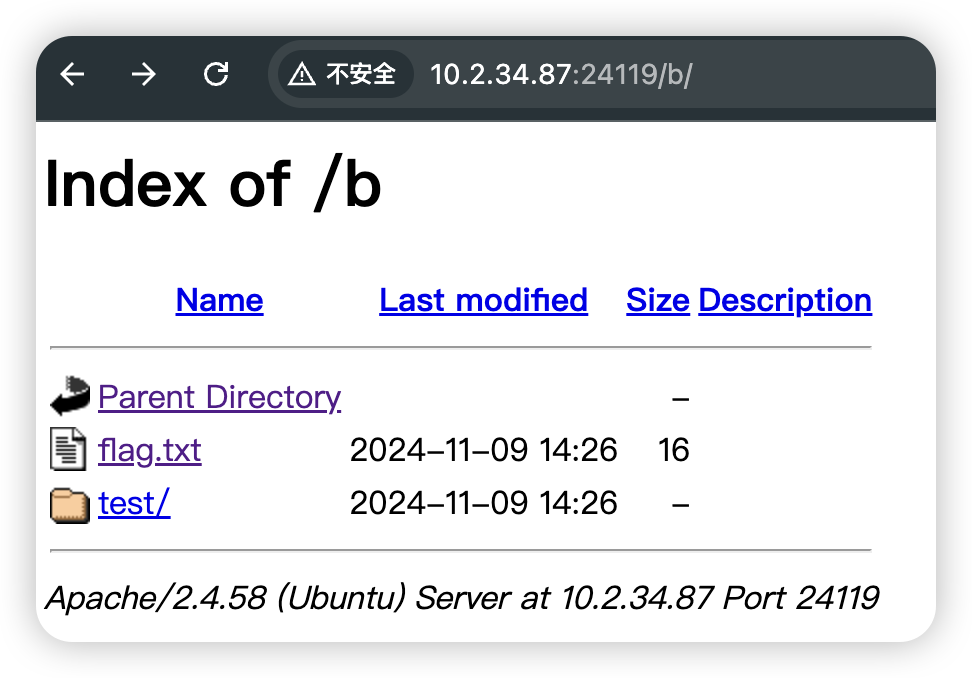 不安全 10.2.34.87:24119/b/
Index of /b
Name Last modified Size Description
Parent Directory –
flag.txt 2024–11–09 14:26 16
test/ 2024–11–09 14:26 –
Apache/2.4.58 (Ubuntu) Server at 10.2.34.87 Port 24119